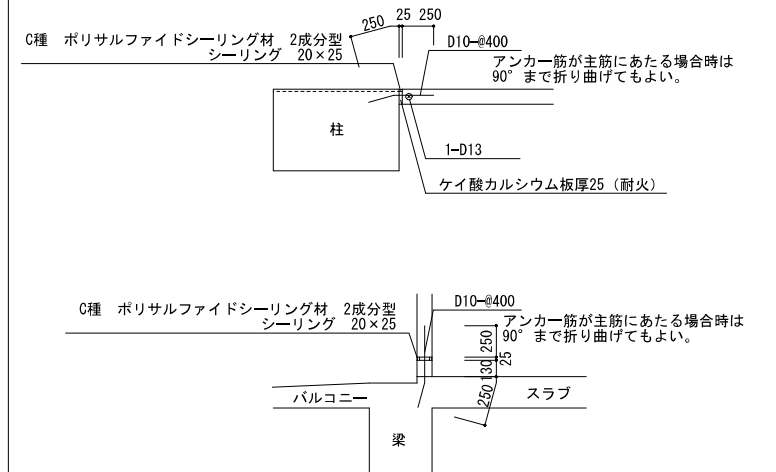 250 25 250
C種 ポリサルファイドシーリング材 2成分型
シーリング 20×25
D10-@400
アンカー筋が主筋にあたる場合時は
90°まで折り曲げてもよい。
柱
1-D13
ケイ酸カルシウム板厚25（耐火）
C種 ポリサルファイドシーリング材 2成分型
シーリング 20×25
D10-@400
アンカー筋が主筋にあたる場合時は
90°まで折り曲げてもよい。
250
25
130
250
バルコニー
スラブ
梁